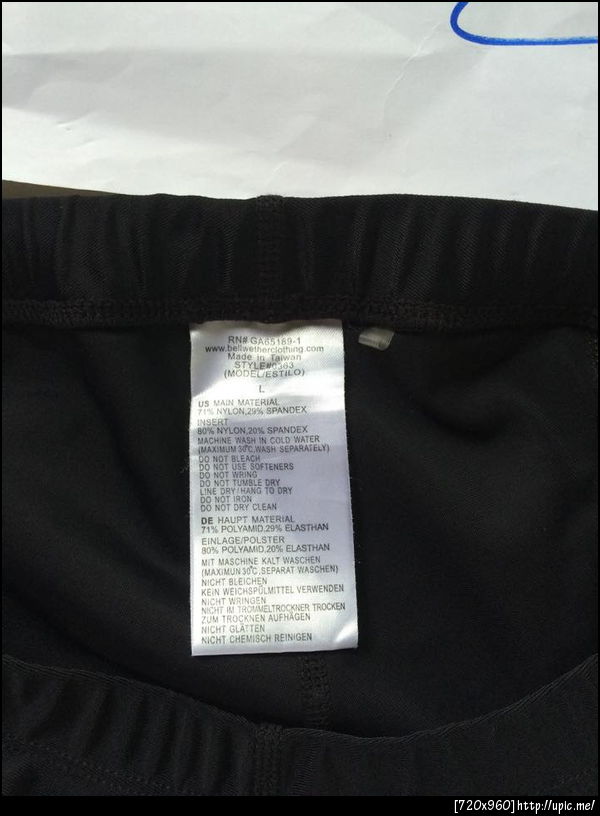 RN# GA65189-1
www.bellwetherclothing.com
Made In Taiwan
STYLE#0363
(MODEL/ESTILO)
L
US MAIN MATERIAL
71% NYLON,29% SPANDEX
INSERT
80% NYLON,20% SPANDEX
MACHINE WASH IN COLD WATER
(MAXIMUM 30℃,WASH SEPARATELY)
DO NOT BLEACH
DO NOT USE SOFTENERS
DO NOT WRING
DO NOT TUMBLE DRY
LINE DRY/HANG TO DRY
DO NOT IRON
DO NOT DRY CLEAN
DE HAUPT MATERIAL
71% POLYAMID,29% ELASTHAN
EINLAGE/POLSTER
80% POLYAMID,20% ELASTHAN
MIT MASCHINE KALT WASCHEN
(MAXIMUN 30℃,SEPARAT WASCHEN)
NICHT BLEICHEN
KEIN WEICHSPÜLMITTEL VERWENDEN
NICHT WRINGEN
NICHT IM TROMMELTROCKNER TROCKEN
ZUM TROCKNEN AUFHÄGEN
NICHT GLÄTTEN
NICHT CHEMISCH REINIGEN
[720x960]http://upic.me/